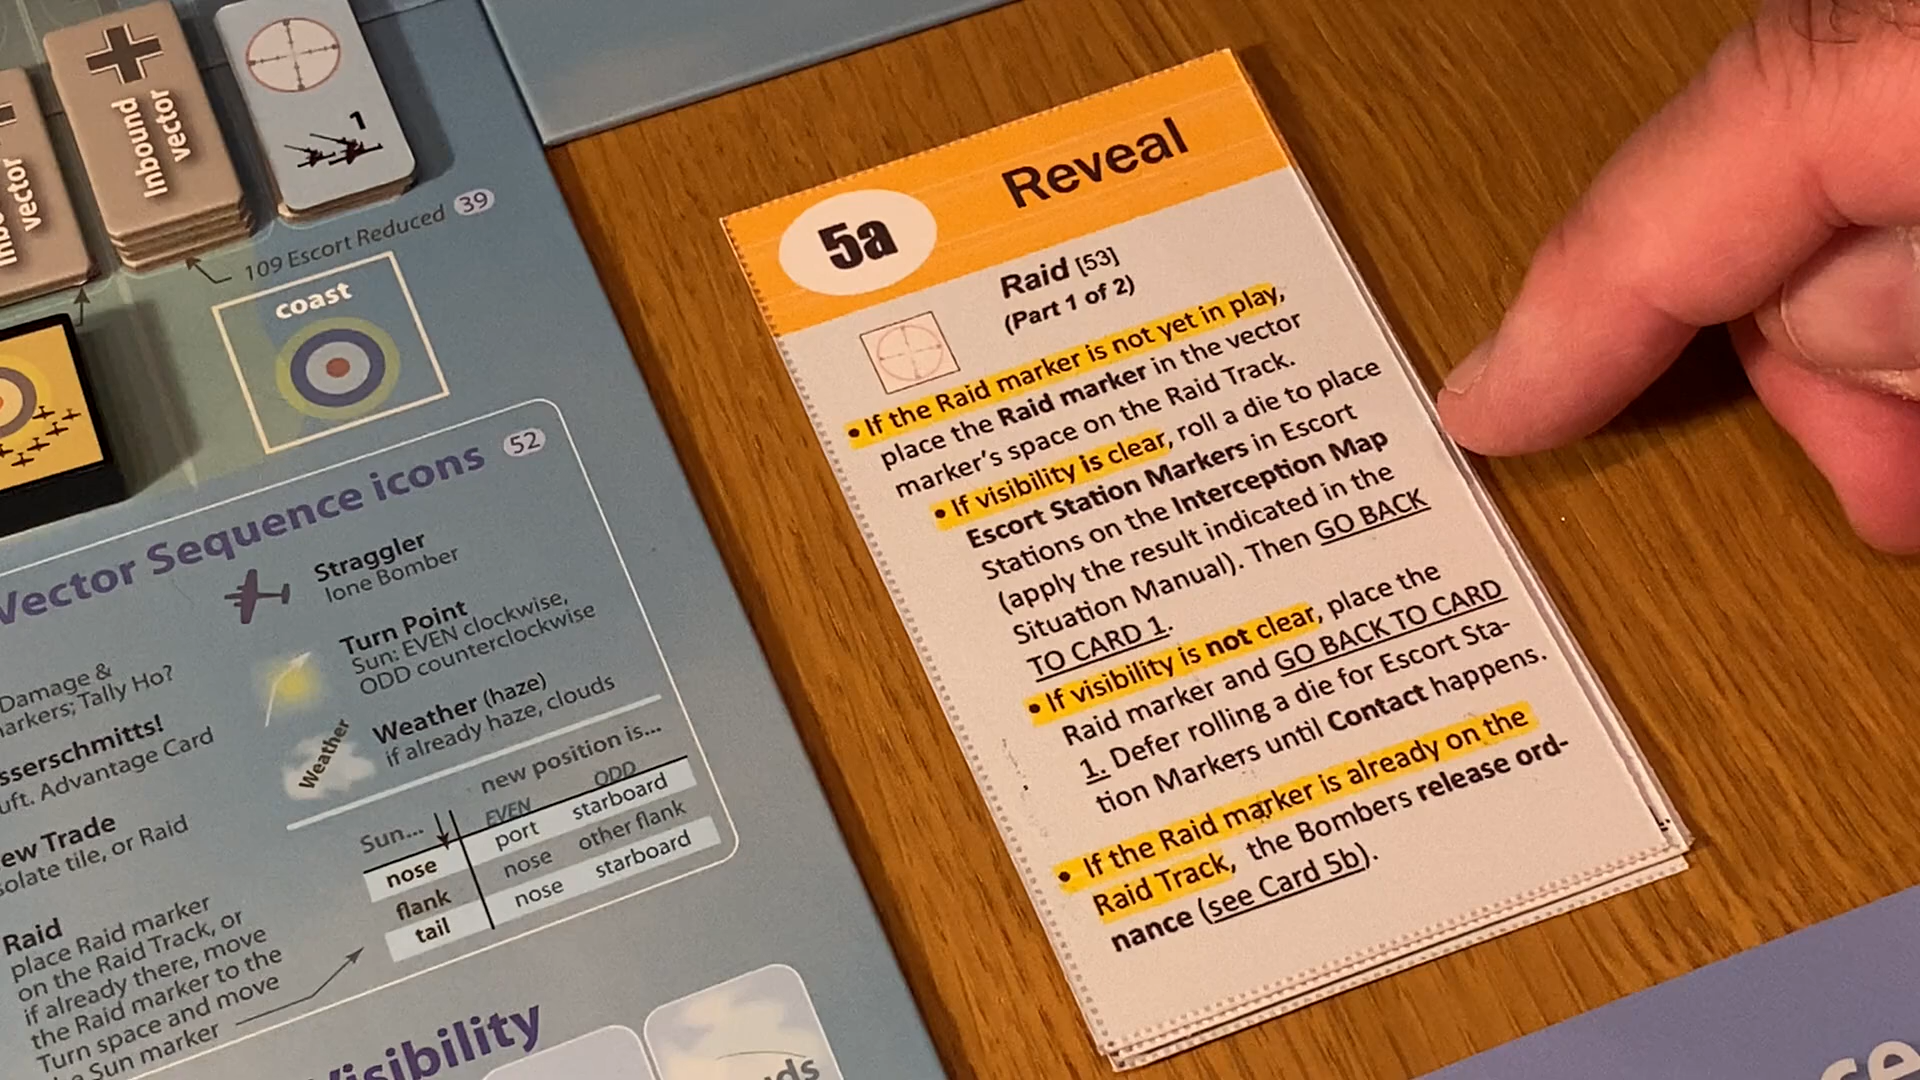 Inbound
vector
vector
1
109 Escort Reduced 39
coast
Vector Sequence icons 52
Straggler
lone Bomber
Turn Point
Sun: EVEN clockwise,
ODD counterclockwise
Weather
Weather (haze)
if already haze, clouds
new position is...
Sun... EVEN ODD
nose port starboard
flank nose other flank
tail nose starboard
Damage &
Tally Ho?
Advantage Card
Trade
or Raid
Raid
place Raid marker
on the Raid Track, or
if already there, move
the Raid marker to the
Turn space and move
Sun marker
Visibility
5a
Reveal
Raid [53]
(Part 1 of 2)
• If the Raid marker is not yet in play,
place the Raid marker in the vector
marker's space on the Raid Track.
• If visibility is clear, roll a die to place
Escort Station Markers in Escort
Stations on the Interception Map
(apply the result indicated in the
Situation Manual). Then GO BACK
TO CARD 1.
• If visibility is not clear, place the
Raid marker and GO BACK TO CARD
1. Defer rolling a die for Escort Sta-
tion Markers until Contact happens.
• If the Raid marker is already on the
Raid Track, the Bombers release ord-
nance (see Card 5b).